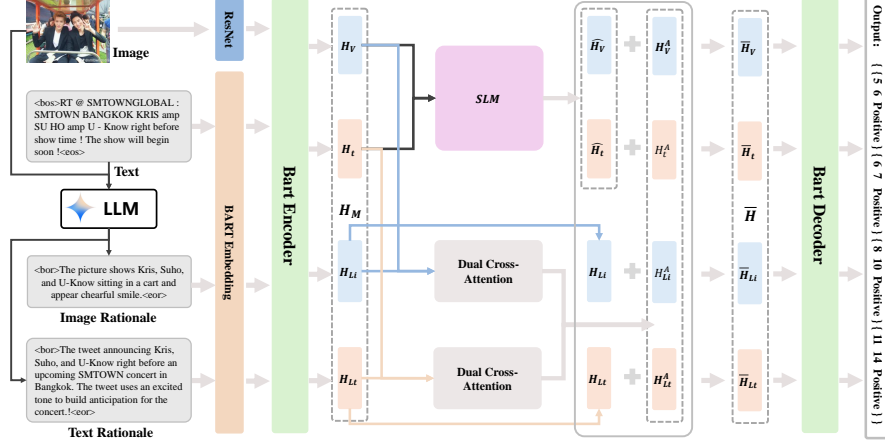 Image
<bos>RT @ SMTOWNGLOBAL :
SMTOWN BANGKOK KRIS amp
SU HO amp U - Know right before
show time ! The show will begin
soon !<eos>
Text
LLM
<bor>The picture shows Kris, Suho,
and U-Know sitting in a cart and
appear chearful smile.<eor>
Image Rationale
<bor>The tweet announcing Kris,
Suho, and U-Know right before an
upcoming SMTOWN concert in
Bangkok. The tweet uses an excited
tone to build anticipation for the
concert.!<eor>
Text Rationale
ResNet
BART Embedding
Bart Encoder
H_V
H_t
H_M
H_Li
H_Lt
SLM
Dual Cross-
Attention
Dual Cross-
Attention
Ĥ_V + H_V^A
Ĥ_t + H_t^A
H_Li + H_Li^A
H_Lt + H_Lt^A
H̅_V
H̅_t
H̅
H̅_Li
H̅_Lt
Bart Decoder
Output: { {5 6 Positive} { 6 7 Positive} { 8 10 Positive} { 11 14 Positive } }